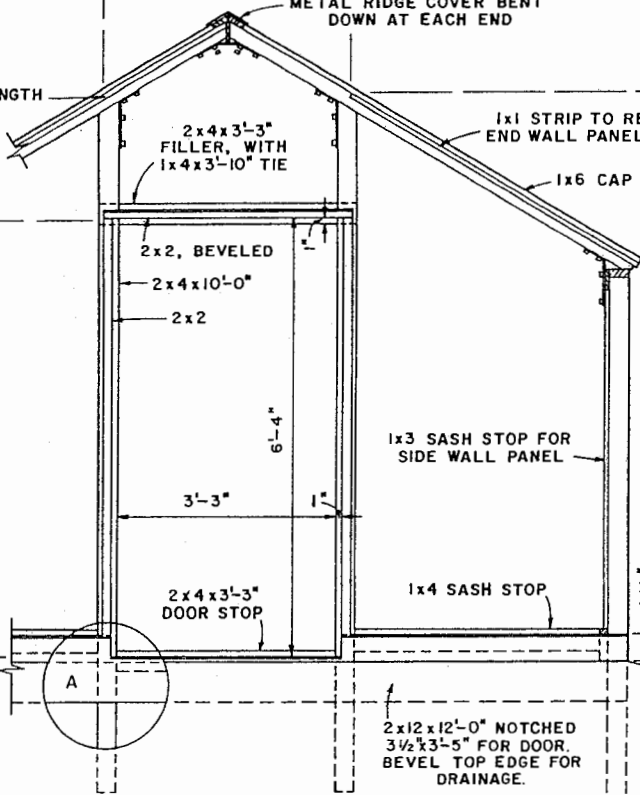 METAL RIDGE COVER BENT
DOWN AT EACH END
NGTH
2x4x3'-3"
FILLER, WITH
1x4x3'-10" TIE
1x1 STRIP TO RE
END WALL PANEL
1x6 CAP
2x2, BEVELED
1"
2x4x10'-0"
2x2
6'-4"
1x3 SASH STOP FOR
SIDE WALL PANEL
3'-3"
1"
2x4x3'-3"
DOOR STOP
1x4 SASH STOP
A
2x12x12'-0" NOTCHED
3½"x3'-5" FOR DOOR.
BEVEL TOP EDGE FOR
DRAINAGE.